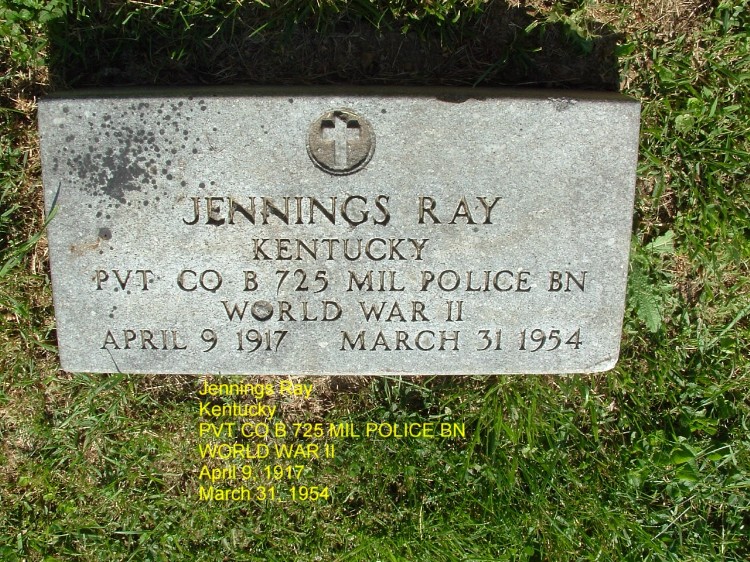 JENNINGS RAY
KENTUCKY
PVT CO B 725 MIL POLICE BN
WORLD WAR II
APRIL 9 1917 MARCH 31 1954
Jennings Ray
Kentucky
PVT CO B 725 MIL POLICE BN
WORLD WAR II
April 9, 1917
March 31, 1954